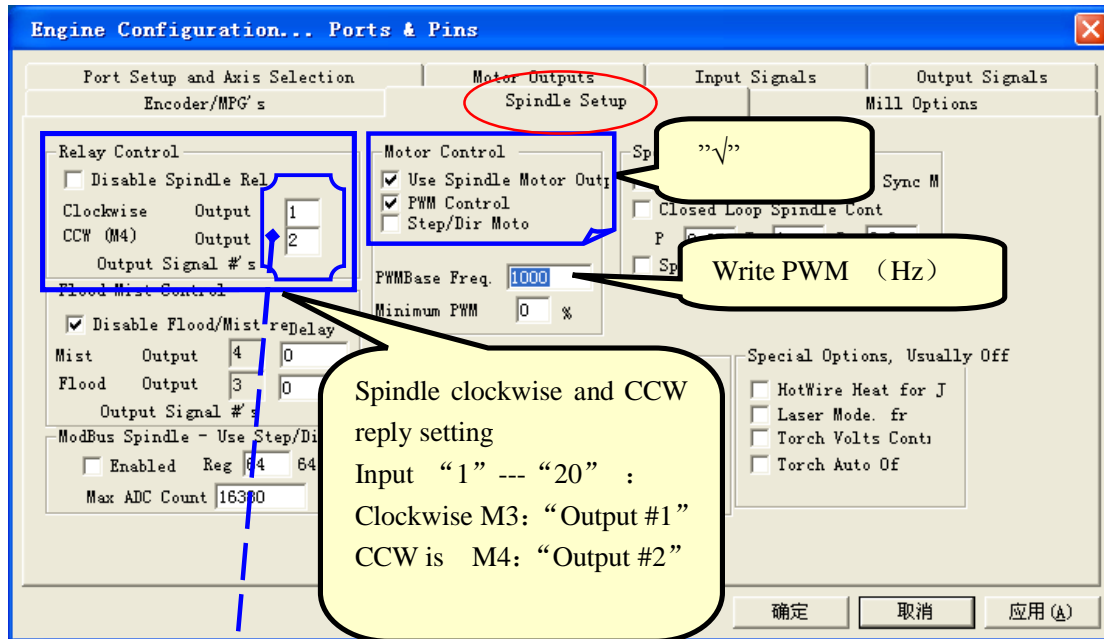 Engine Configuration... Ports & Pins
Port Setup and Axis Selection
Motor Outputs
Input Signals
Output Signals
Encoder/MPG's
Spindle Setup
Mill Options
Relay Control
Disable Spindle Rel
Clockwise Output 1
CCW (M4) Output 2
Output Signal #'s
Motor Control
Use Spindle Motor Outp
PWM Control
Step/Dir Moto
PWMBase Freq. 1000
Minimum PWM 0 %
”√”
Sp
Sync M
Closed Loop Spindle Cont
P
Sp
Write PWM （Hz）
Flood Mist Control
Disable Flood/Mist re
Delay
Mist Output 4 0
Flood Output 3 0
Output Signal #'s
ModBus Spindle - Use Step/Di
Enabled Reg 64 64
Max ADC Count 16380
Spindle clockwise and CCW
reply setting
Input “1”---“20” :
Clockwise M3：“Output #1”
CCW is M4：“Output #2”
Special Options, Usually Off
HotWire Heat for J
Laser Mode. fr
Torch Volts Cont
Torch Auto Of
确定
取消
应用(A)